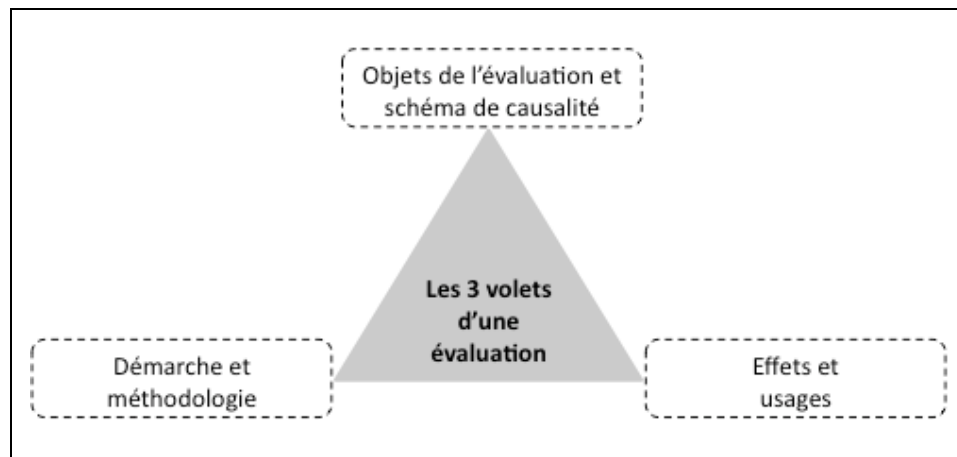 Objets de l’évaluation et
schéma de causalité
Les 3 volets
d’une
évaluation
Démarche et
méthodologie
Effets et
usages